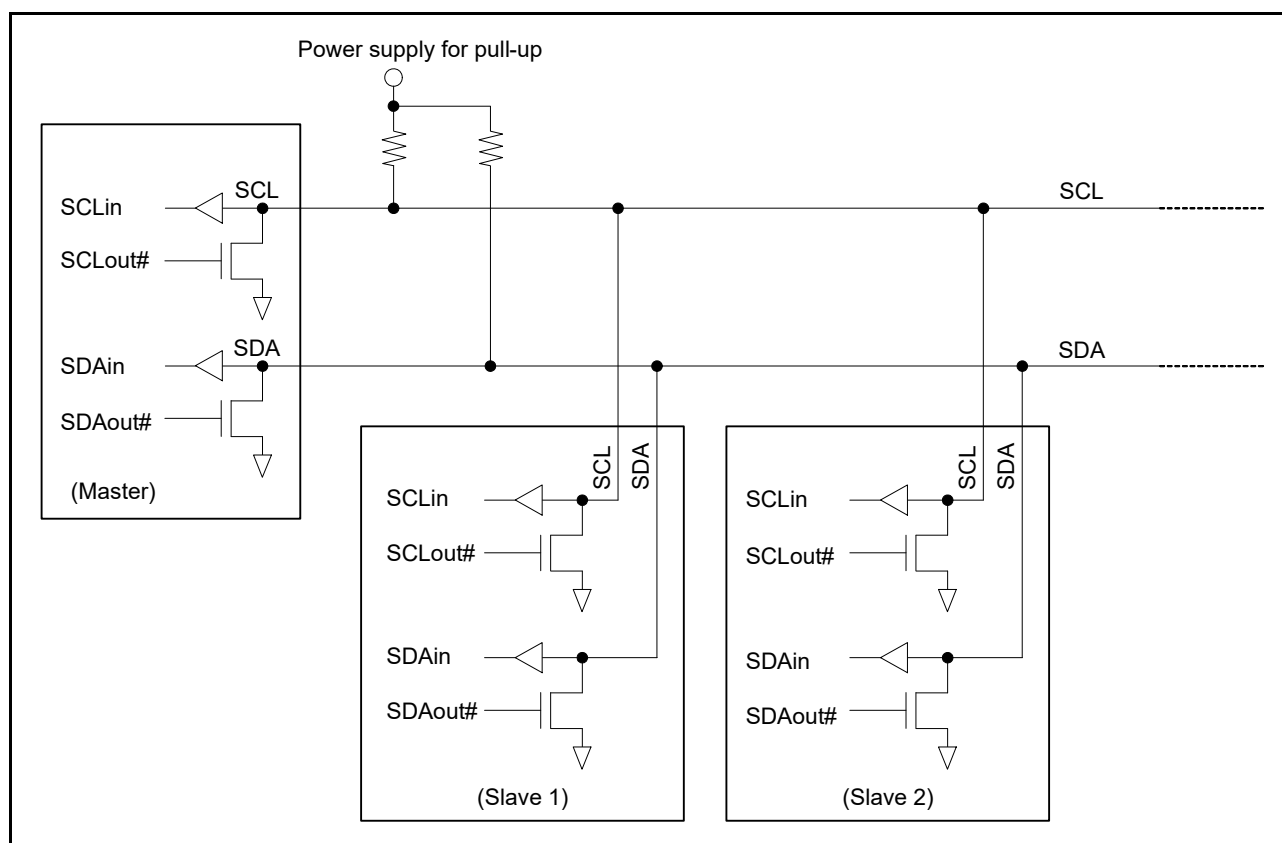 Power supply for pull-up
SCL
SCL
SCLin
SCLout#
SDA
SDA
SDAin
SDAout#
(Master)
SCL
SDA
SCLin
SCLout#
SDAin
SDAout#
(Slave 1)
SCL
SDA
SCLin
SCLout#
SDAin
SDAout#
(Slave 2)